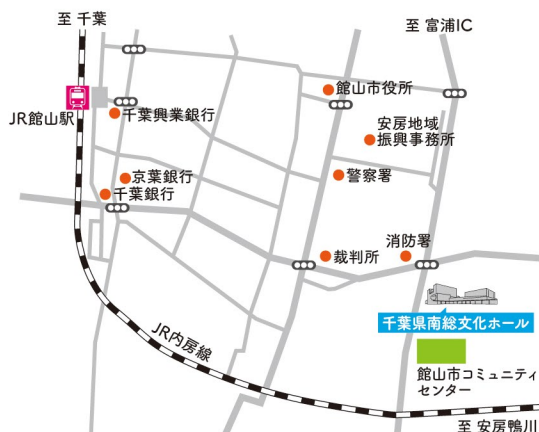 至 千葉
至 富浦IC
館山市役所
JR館山駅
千葉興業銀行
安房地域
振興事務所
京葉銀行
警察署
千葉銀行
消防署
裁判所
千葉県南総文化ホール
JR内房線
館山市コミュニティ
センター
至 安房鴨川